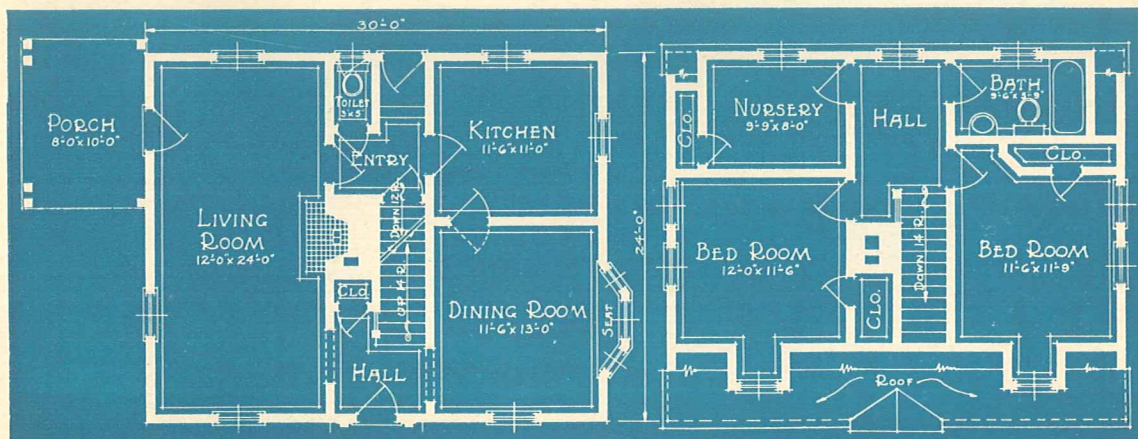 30'-0"
PORCH
8'-0"x10'-0"
TOILET
3'x5'
KITCHEN
11'-6"x11'-0"
ENTRY
LIVING
ROOM
12'-0"x24'-0"
DOWN 12 R.
UP 14 R.
CLO.
DINING ROOM
11'-6"x13'-0"
SEAT
HALL
24'-0"
NURSERY
9'-9"x8'-0"
CLO.
HALL
BATH
9'-6"x5'-9"
CLO.
BED ROOM
12'-0"x11'-6"
DOWN 14 R.
BED ROOM
11'-6"x11'-9"
CLO.
ROOF